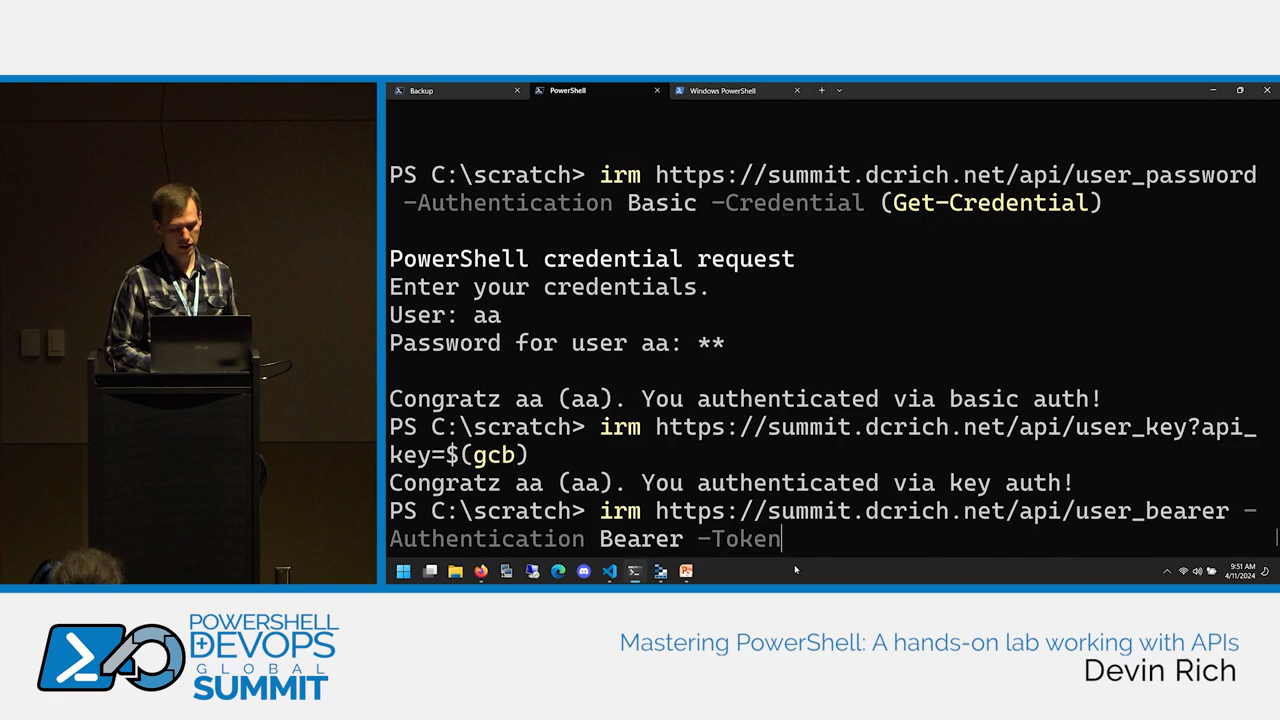 Backup
PowerShell
Windows PowerShell
PS C:\scratch> irm https://summit.dcrich.net/api/user_password
-Authentication Basic -Credential (Get-Credential)
PowerShell credential request
Enter your credentials.
User: aa
Password for user aa: **
Congratz aa (aa). You authenticated via basic auth!
PS C:\scratch> irm https://summit.dcrich.net/api/user_key?api_
key=$(gcb)
Congratz aa (aa). You authenticated via key auth!
PS C:\scratch> irm https://summit.dcrich.net/api/user_bearer -
Authentication Bearer -Token
9:51 AM
4/11/2024
POWERSHELL
DEVOPS
GLOBAL
SUMMIT
Mastering PowerShell: A hands-on lab working with APIs
Devin Rich